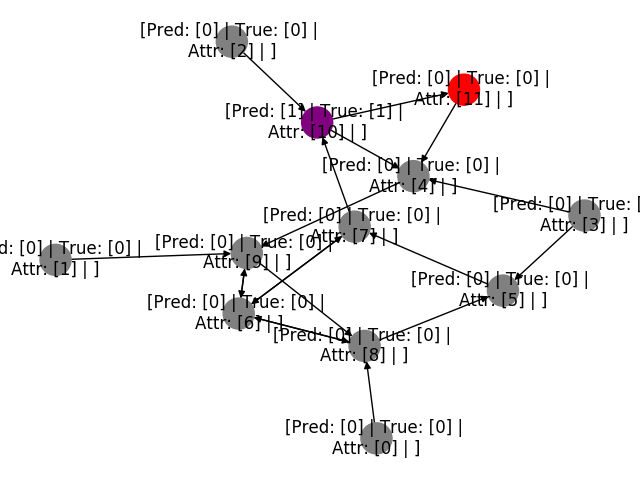 [Pred: [0] | True: [0] |
Attr: [2] | ]
[Pred: [0] | True: [0] |
Attr: [11] | ]
[Pred: [1] | True: [1] |
Attr: [10] | ]
[Pred: [0] | True: [0] |
Attr: [4] | ]
[Pred: [0] | True: [
Attr: [3] | ]
[Pred: [0] | True: [0] |
Attr: [7] | ]
d: [0] | True: [0] |
Attr: [1] | ]
[Pred: [0] | True: [0] |
Attr: [9] | ]
[Pred: [0] | True: [0] |
Attr: [5] | ]
[Pred: [0] | True: [0] |
Attr: [6] | ]
[Pred: [0] | True: [0] |
Attr: [8] | ]
[Pred: [0] | True: [0] |
Attr: [0] | ]